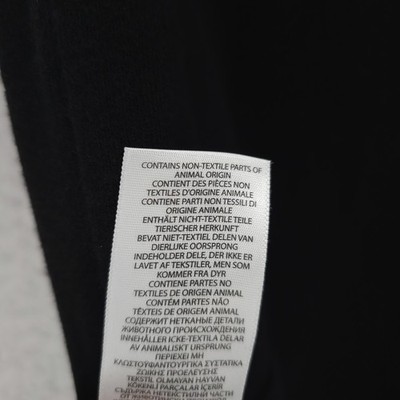 CONTAINS NON-TEXTILE PARTS OF
ANIMAL ORIGIN
CONTIENT DES PIÈCES NON
TEXTILES D'ORIGINE ANIMALE
CONTIENE PARTI NON TESSILI DI
ORIGINE ANIMALE
ENTHÄLT NICHT-TEXTILE TEILE
TIERISCHER HERKUNFT
BEVAT NIET-TEXTIEL DELEN VAN
DIERLIJKE OORSPRONG
INDEHOLDER DELE, DER IKKE ER
LAVET AF TEKSTILER, MEN SOM
KOMMER FRA DYR
CONTIENE PARTES NO
TEXTILES DE ORIGEN ANIMAL
CONTÉM PARTES NÃO
TÊXTEIS DE ORIGEM ANIMAL
СОДЕРЖИТ НЕТКАНЫЕ ДЕТАЛИ
ЖИВОТНОГО ПРОИСХОЖДЕНИЯ
INNEHÅLLER ICKE-TEXTILA DELAR
AV ANIMALISKT URSPRUNG
ΠΕΡΙΕΧΕΙ ΜΗ
ΚΛΩΣΤΟΫΦΑΝΤΟΥΡΓΙΚΑ ΣΥΣΤΑΤΙΚΑ
ΖΩΙΚΗΣ ΠΡΟΕΛΕΥΣΗΣ
TEKSTİL OLMAYAN HAYVAN
KÖKENLİ PARÇALAR İÇERİR
СЪДЪРЖА НЕТЕКСТИЛНИ ЧАСТИ